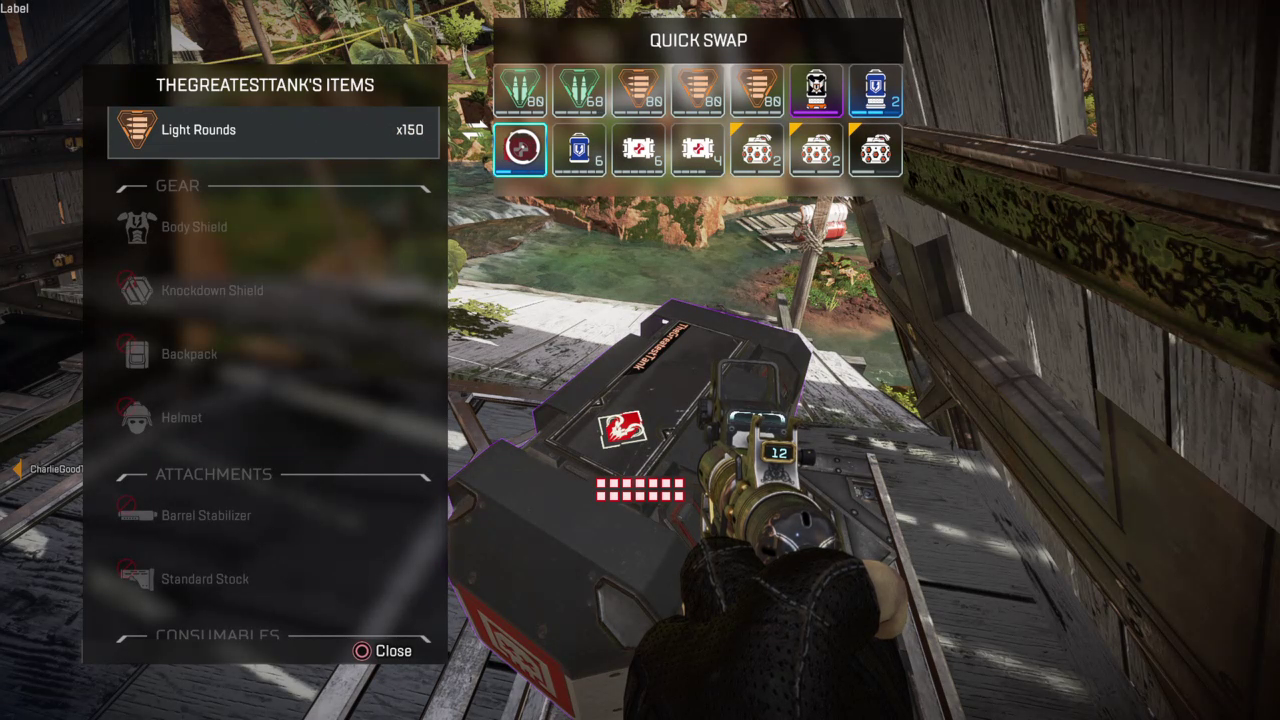 Label
QUICK SWAP
80 68 80 80 80 2
6 6 4 2 2
THEGREATESTTANK'S ITEMS
Light Rounds x150
GEAR
Body Shield
Knockdown Shield
Backpack
Helmet
ATTACHMENTS
Barrel Stabilizer
Standard Stock
CONSUMABLES
Close
TheGreatestTank
12
CharlieGood